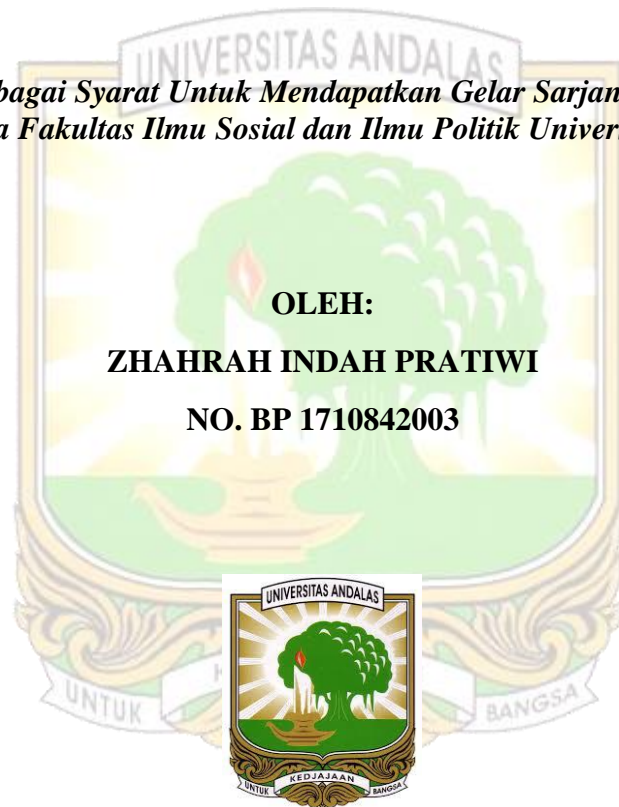 UNIVERSITAS ANDALAS
bagai Syarat Untuk Mendapatkan Gelar Sarjan
a Fakultas Ilmu Sosial dan Ilmu Politik Univer
OLEH:
ZHAHRAH INDAH PRATIWI
NO. BP 1710842003
UNIVERSITAS ANDALAS
UNTUK
BANGSA
UNTUK KEDJAJAAN BANGSA